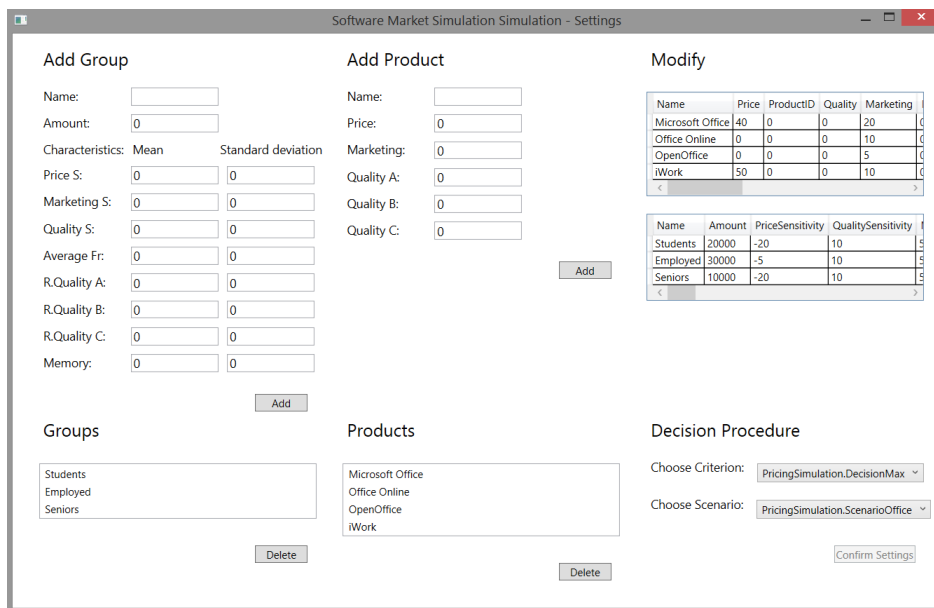 Software Market Simulation Simulation - Settings
Add Group
Name:
Amount: 0
Characteristics: Mean Standard deviation
Price S: 0 0
Marketing S: 0 0
Quality S: 0 0
Average Fr: 0 0
R.Quality A: 0 0
R.Quality B: 0 0
R.Quality C: 0 0
Memory: 0 0
Add
Add Product
Name:
Price: 0
Marketing: 0
Quality A: 0
Quality B: 0
Quality C: 0
Add
Modify
Name Price ProductID Quality Marketing
Microsoft Office 40 0 0 20
Office Online 0 0 0 10
OpenOffice 0 0 0 5
iWork 50 0 0 10
Name Amount PriceSensitivity QualitySensitivity
Students 20000 -20 10
Employed 30000 -5 10
Seniors 10000 -20 10
Groups
Students
Employed
Seniors
Delete
Products
Microsoft Office
Office Online
OpenOffice
iWork
Delete
Decision Procedure
Choose Criterion: PricingSimulation.DecisionMax
Choose Scenario: PricingSimulation.ScenarioOffice
Confirm Settings